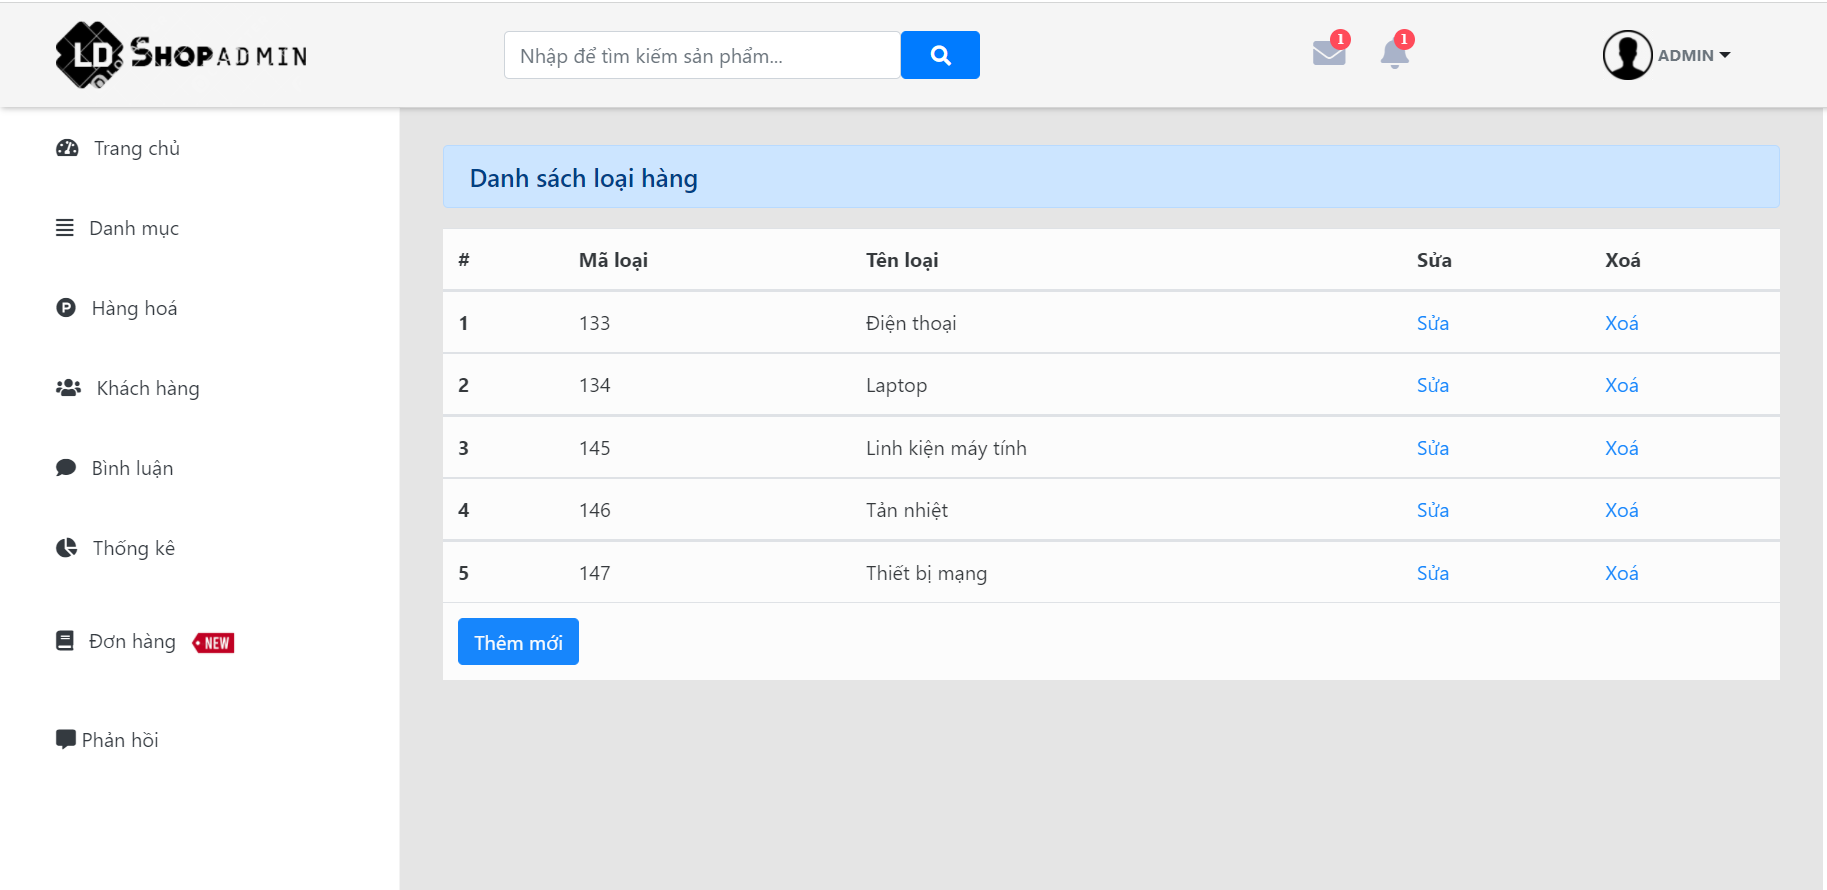 LD SHOPADMIN
Nhập để tìm kiếm sản phẩm...
1
1
ADMIN
Trang chủ
Danh mục
Hàng hoá
Khách hàng
Bình luận
Thống kê
Đơn hàng NEW
Phản hồi
Danh sách loại hàng
# Mã loại Tên loại Sửa Xoá
1 133 Điện thoại Sửa Xoá
2 134 Laptop Sửa Xoá
3 145 Linh kiện máy tính Sửa Xoá
4 146 Tản nhiệt Sửa Xoá
5 147 Thiết bị mạng Sửa Xoá
Thêm mới